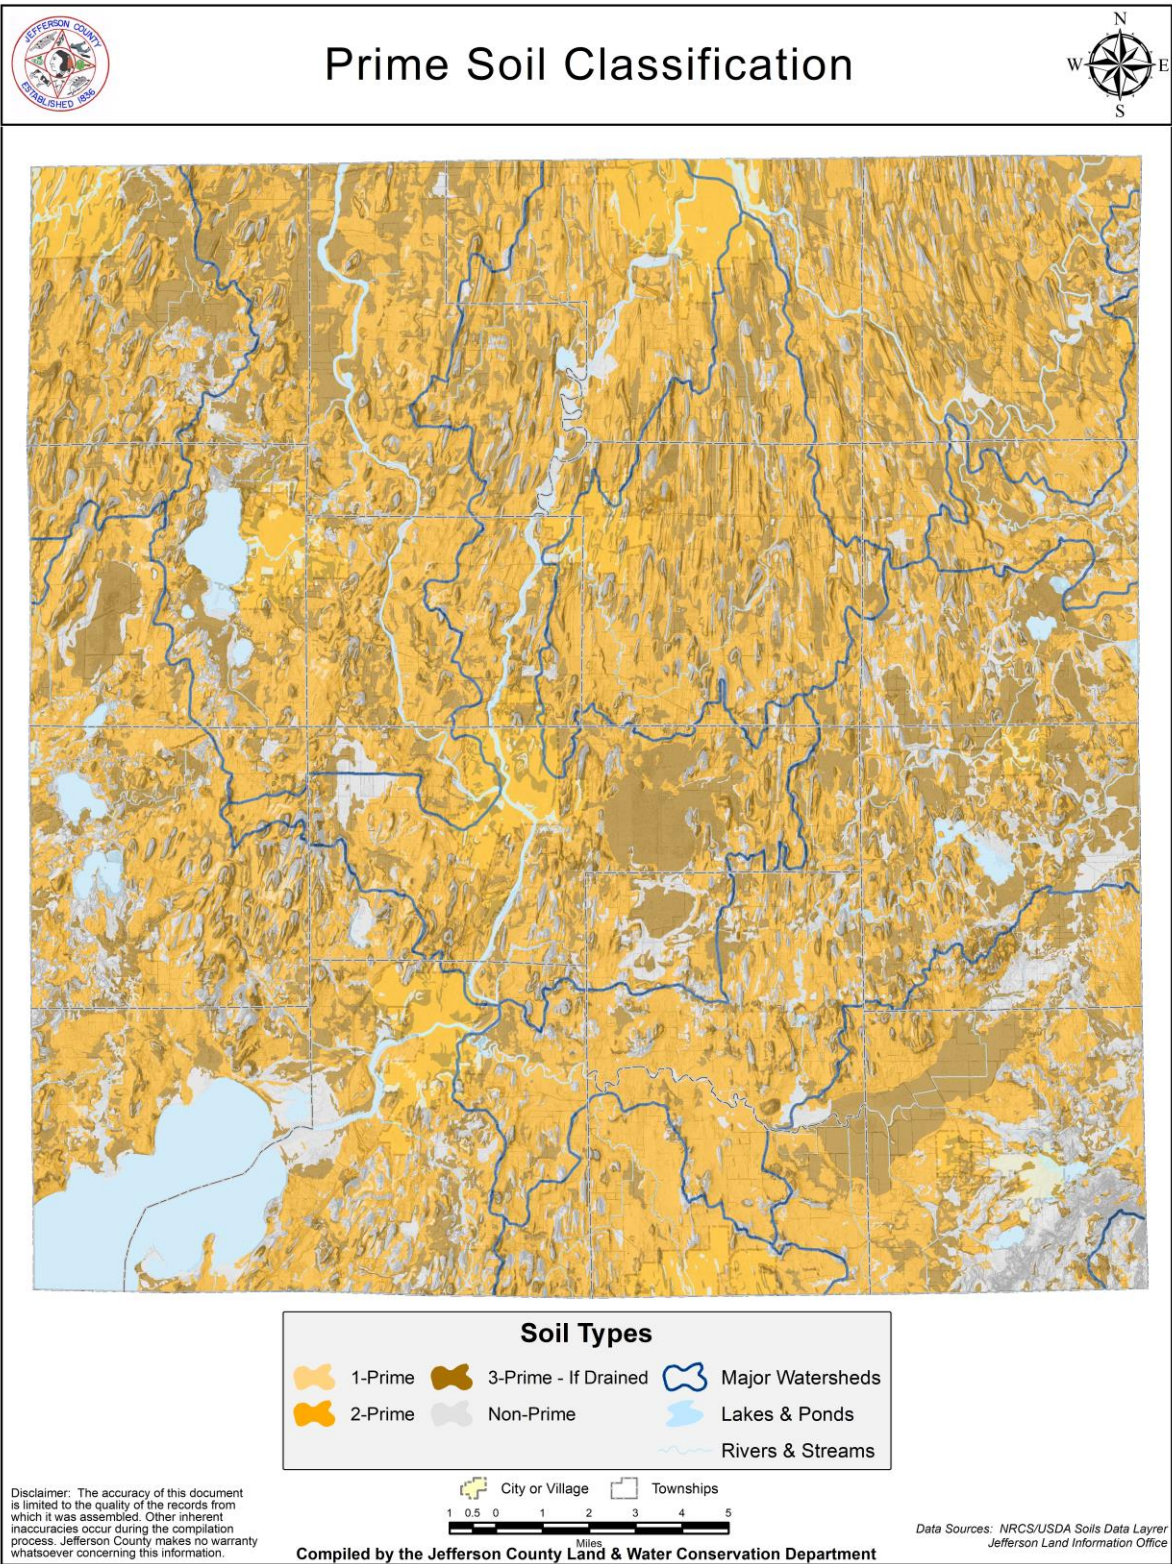 JEFFERSON COUNTY
ESTABLISHED 1836
Prime Soil Classification
N
W E
S
Soil Types
1-Prime
3-Prime - If Drained
Major Watersheds
2-Prime
Non-Prime
Lakes & Ponds
Rivers & Streams
City or Village
Townships
1 0.5 0 1 2 3 4 5
Miles
Disclaimer: The accuracy of this document
is limited to the quality of the records from
which it was assembled. Other inherent
inaccuracies occur during the compilation
process. Jefferson County makes no warranty
whatsoever concerning this information.
Compiled by the Jefferson County Land & Water Conservation Department
Data Sources: NRCS/USDA Soils Data Layrer
Jefferson Land Information Office